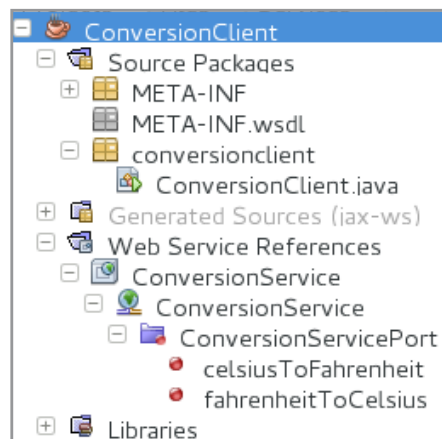 ConversionClient
Source Packages
META-INF
META-INF.wsdl
conversionclient
ConversionClient.java
Generated Sources (jax-ws)
Web Service References
ConversionService
ConversionService
ConversionServicePort
celsiusToFahrenheit
fahrenheitToCelsius
Libraries